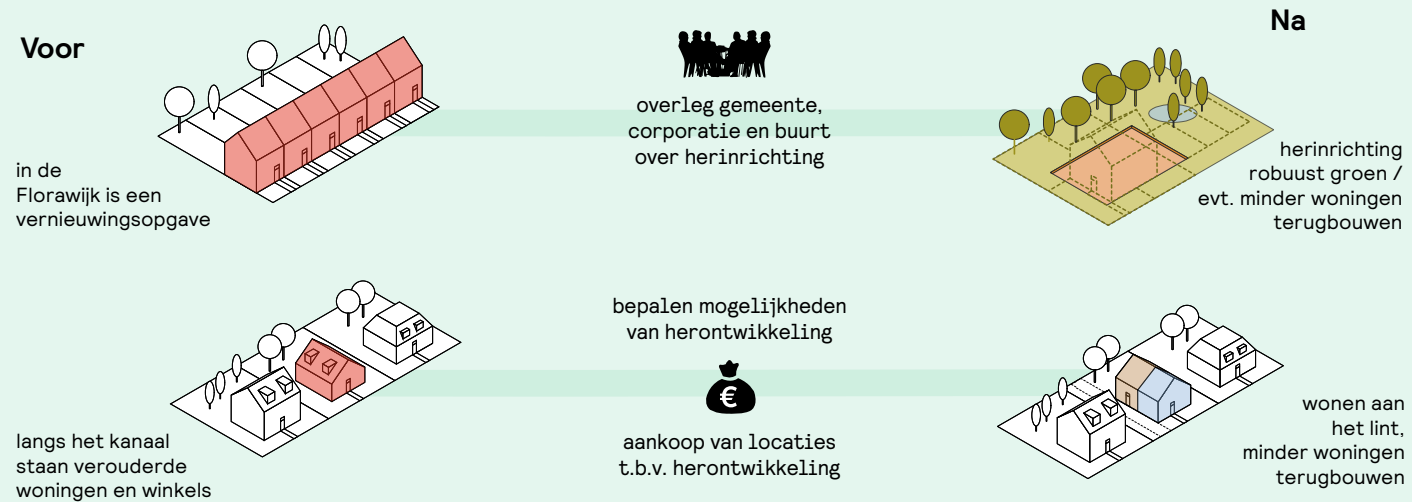 Voor
Na
in de
Florawijk is een
vernieuwingsopgave
overleg gemeente,
corporatie en buurt
over herinrichting
herinrichting
robuust groen /
evt. minder woningen
terugbouwen
langs het kanaal
staan verouderde
woningen en winkels
bepalen mogelijkheden
van herontwikkeling
€
aankoop van locaties
t.b.v. herontwikkeling
wonen aan
het lint,
minder woningen
terugbouwen